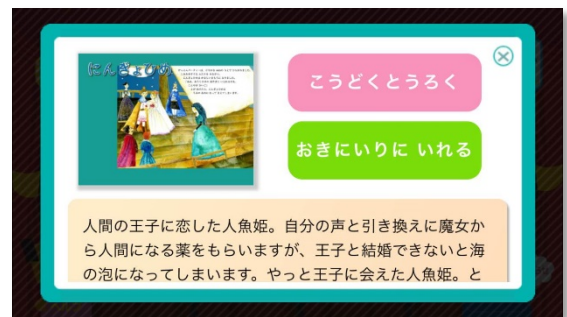 にんぎょひめ
こうどくとうろく
おきにいりに いれる
人間の王子に恋した人魚姫。自分の声と引き換えに魔女か
ら人間になる薬をもらいますが、王子と結婚できないと海
の泡になってしまいます。やっと王子に会えた人魚姫。と